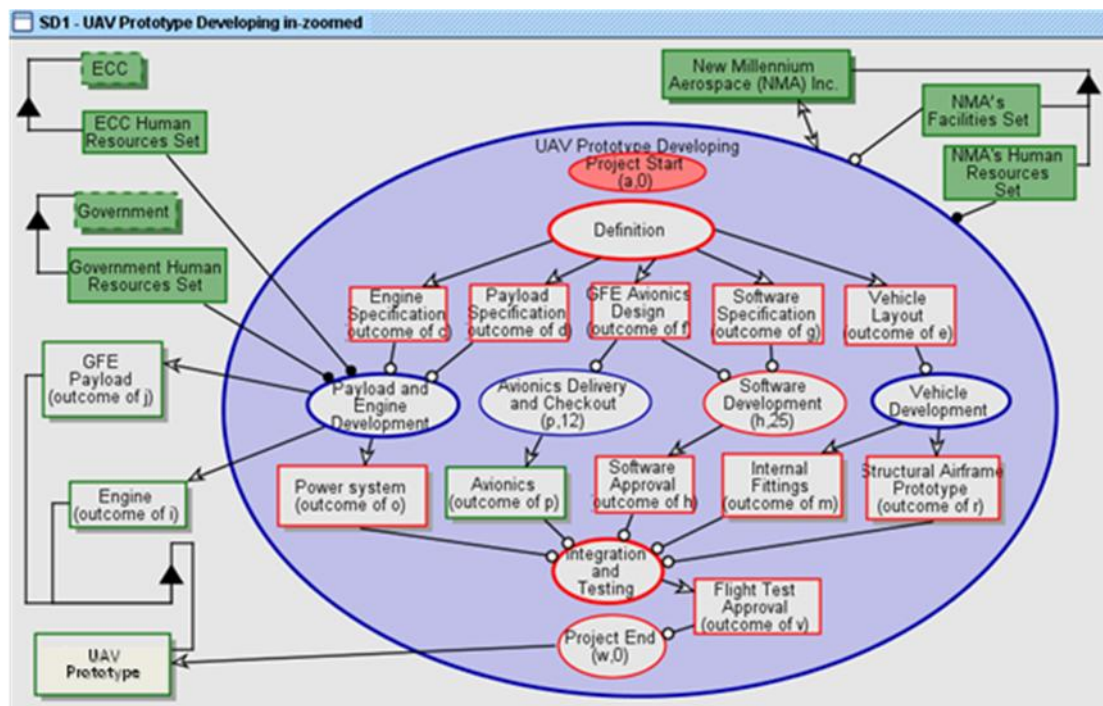 SD1 - UAV Prototype Developing in-zoomed
ECC
ECC Human
Resources Set
Government
Government Human
Resources Set
GFE
Payload
(outcome of j)
Engine
(outcome of i)
UAV
Prototype
New Millennium
Aerospace (NMA) Inc.
NMA's
Facilities Set
NMA's Human
Resources
Set
UAV Prototype Developing
Project Start
(a,0)
Definition
Engine
Specification
(outcome of c)
Payload
Specification
(outcome of d)
GFE Avionics
Design
(outcome of f)
Software
Specification
(outcome of g)
Vehicle
Layout
(outcome of e)
Payload and
Engine
Development
Avionics Delivery
and Checkout
(p,12)
Software
Development
(h,25)
Vehicle
Development
Power system
(outcome of o)
Avionics
(outcome of p)
Software
Approval
(outcome of h)
Internal
Fittings
(outcome of m)
Structural Airframe
Prototype
(outcome of r)
Integration
and
Testing
Flight Test
Approval
(outcome of v)
Project End
(w,0)